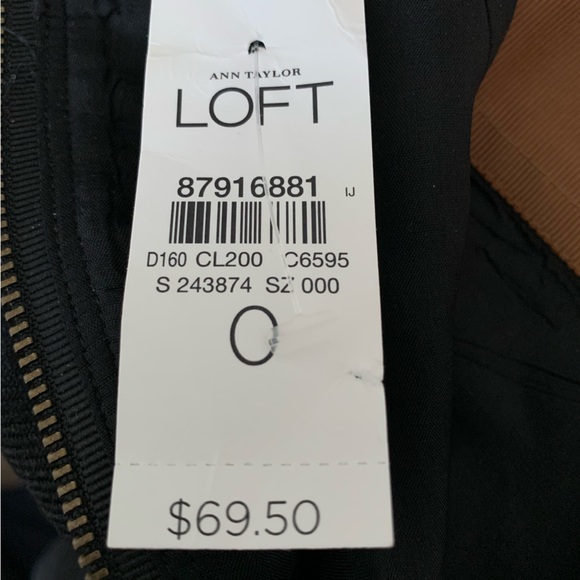 ANN TAYLOR
LOFT
87916881
IJ
D160 CL200 C6595
S 243874 SZ 000
0
$69.50